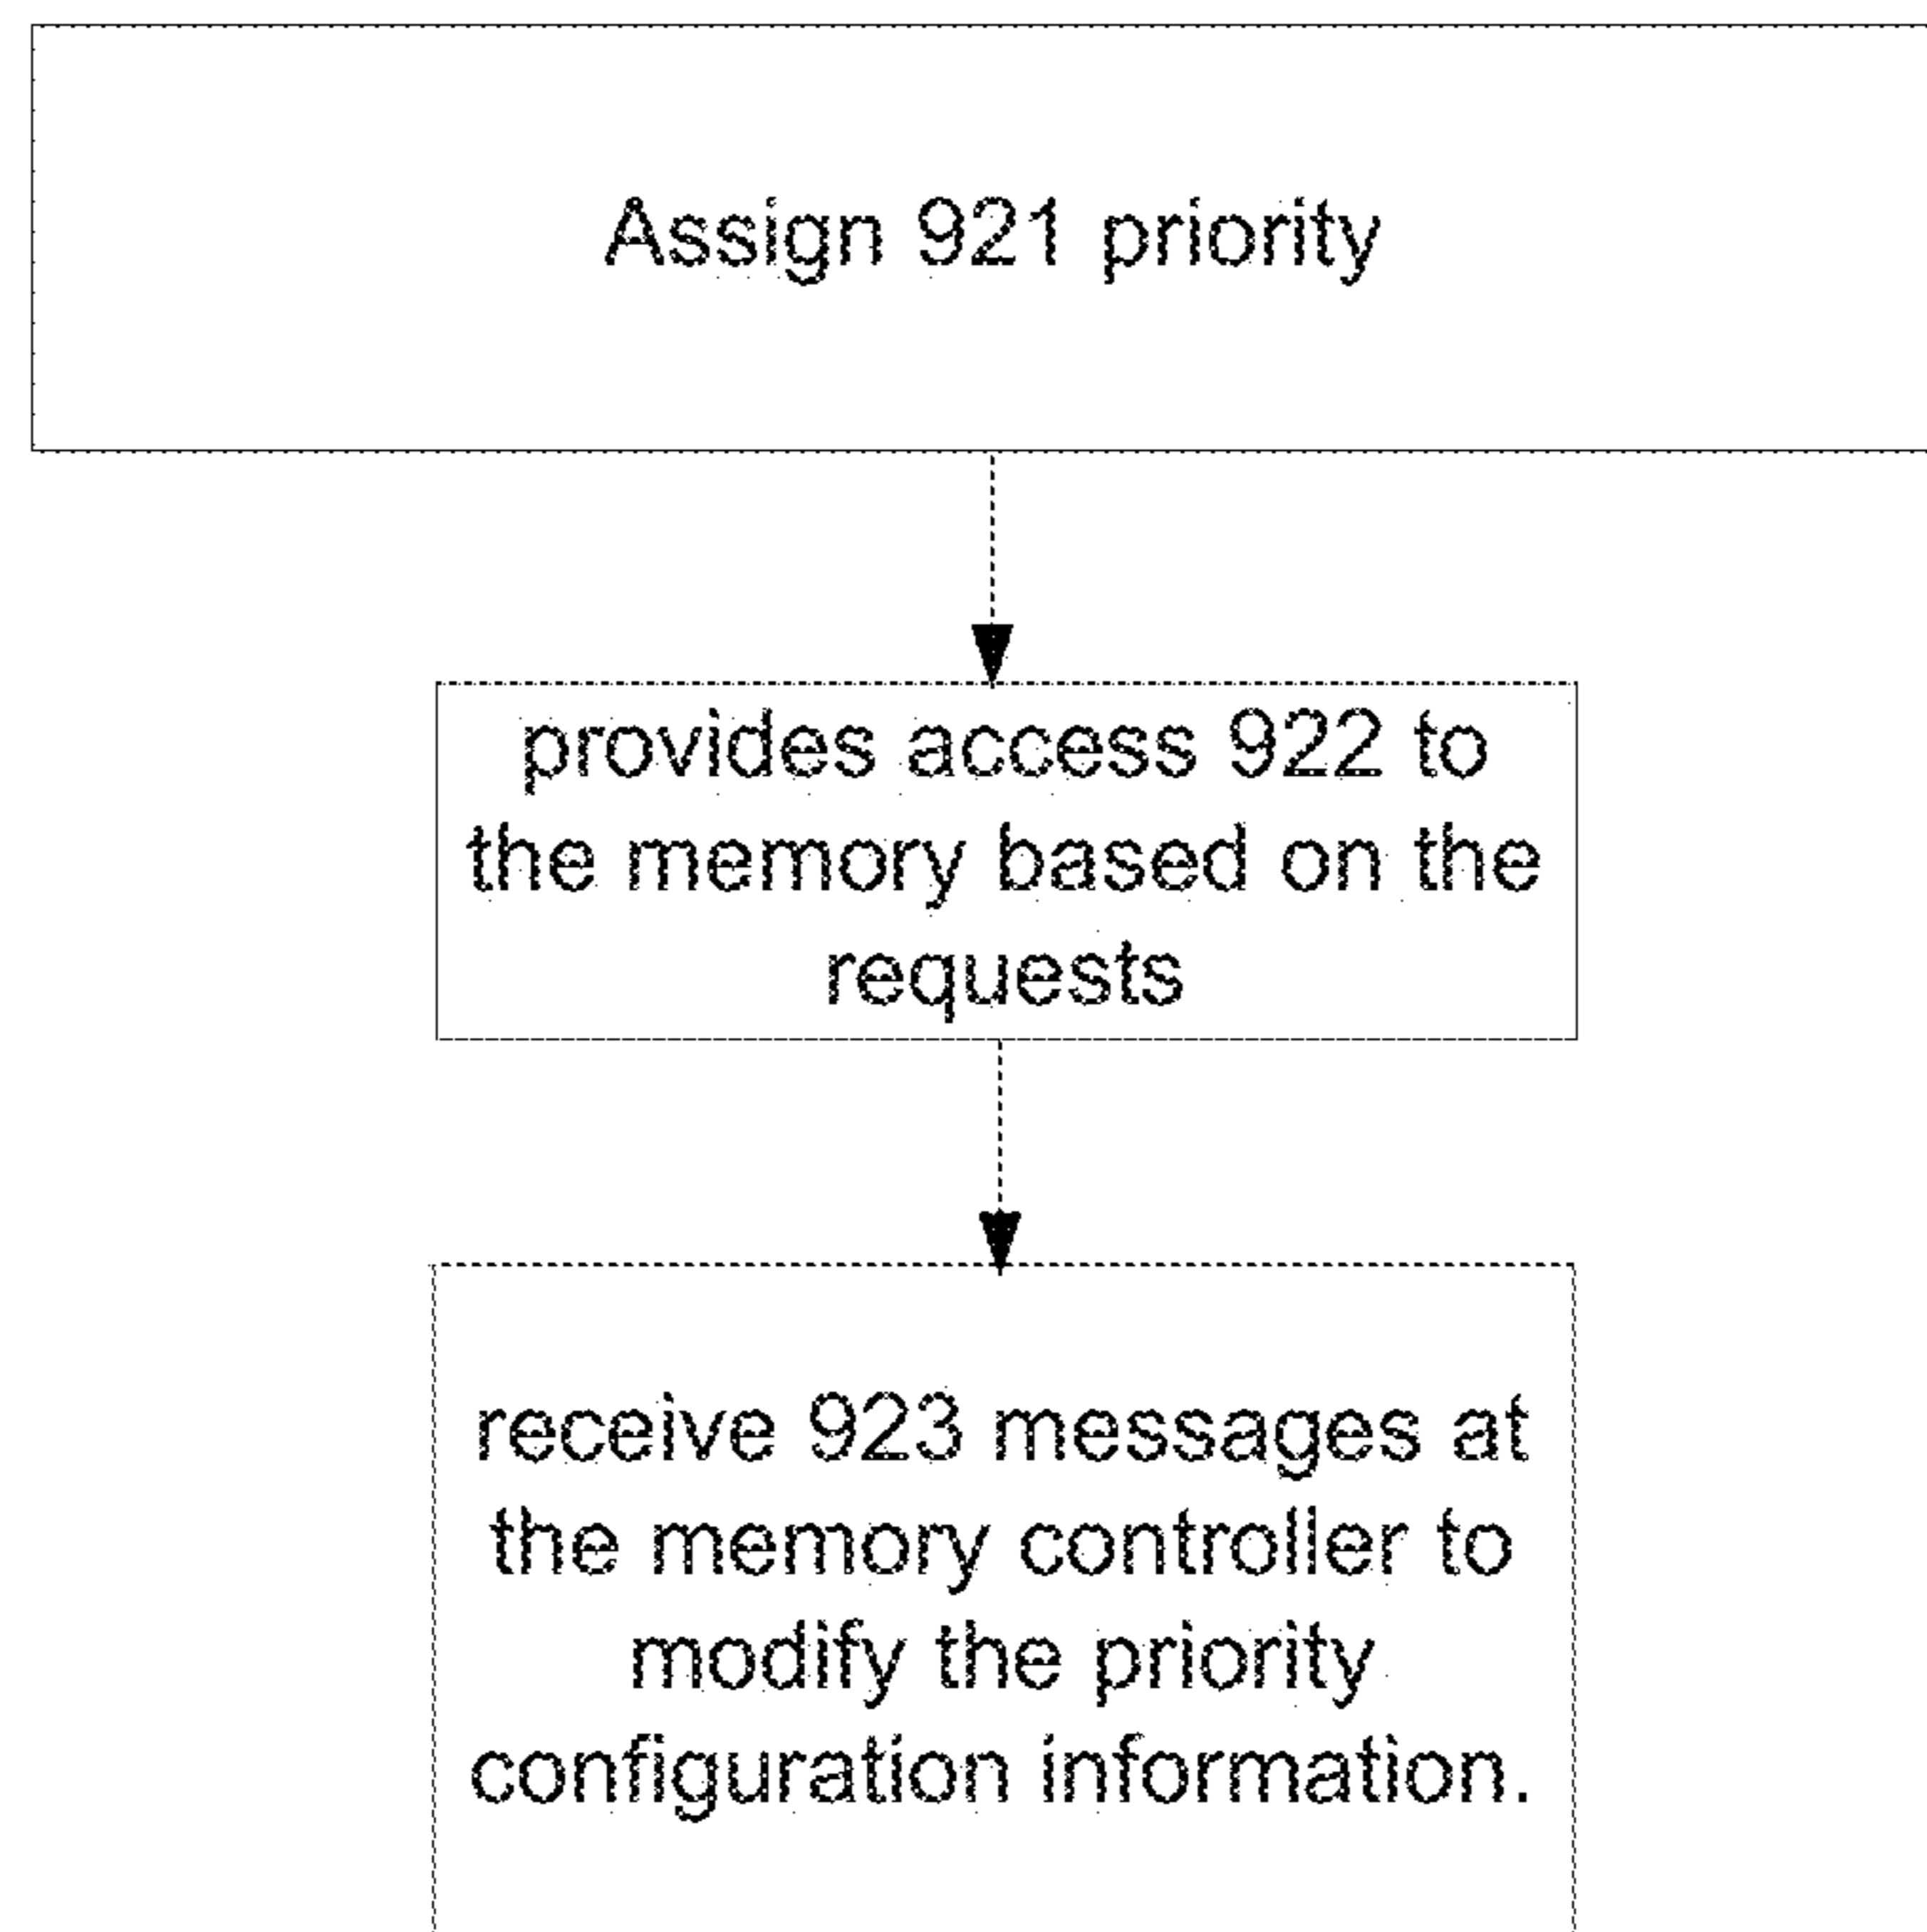 Assign 921 priority
provides access 922 to
the memory based on the
requests
receive 923 messages at
the memory controller to
modify the priority
configuration information.